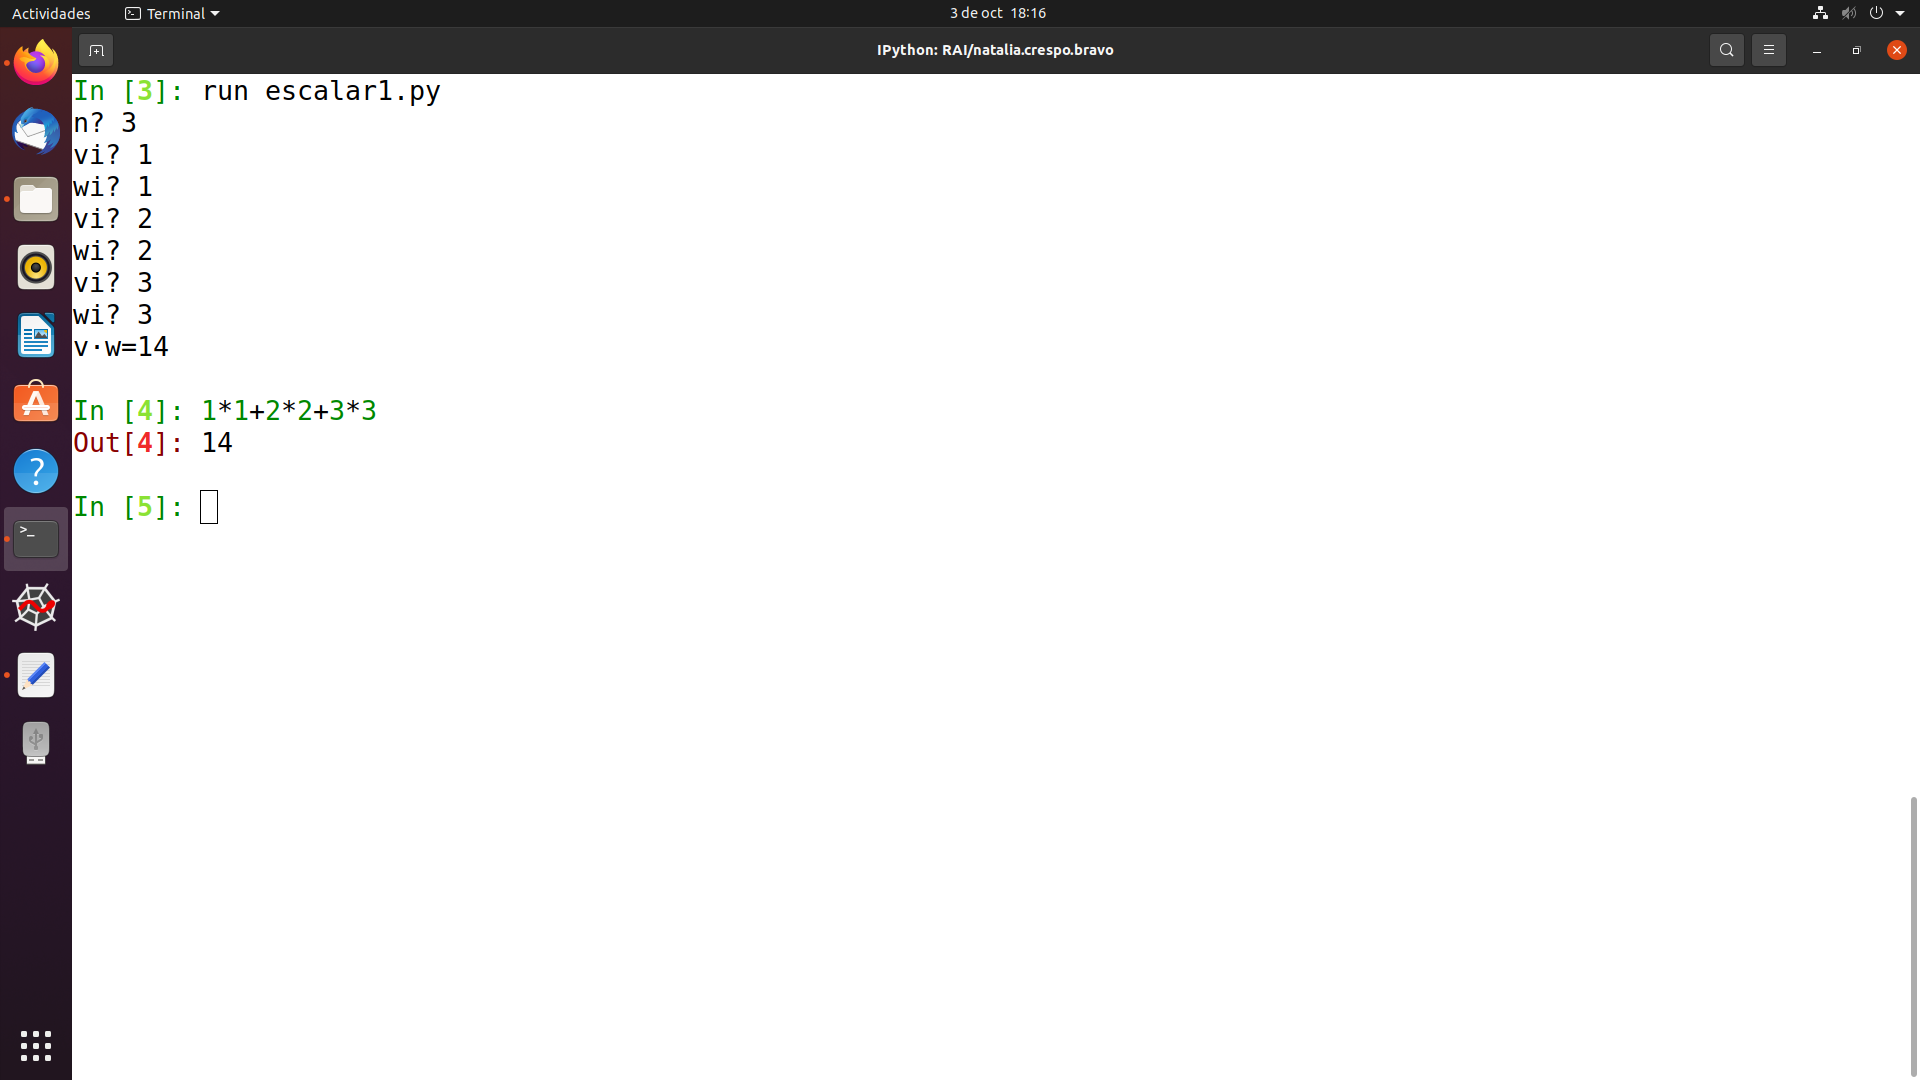 Actividades
Terminal
3 de oct 18:16
IPython: RAI/natalia.crespo.bravo
In [3]: run escalar1.py
n? 3
vi? 1
wi? 1
vi? 2
wi? 2
vi? 3
wi? 3
v·w=14
In [4]: 1*1+2*2+3*3
Out[4]: 14
In [5]: